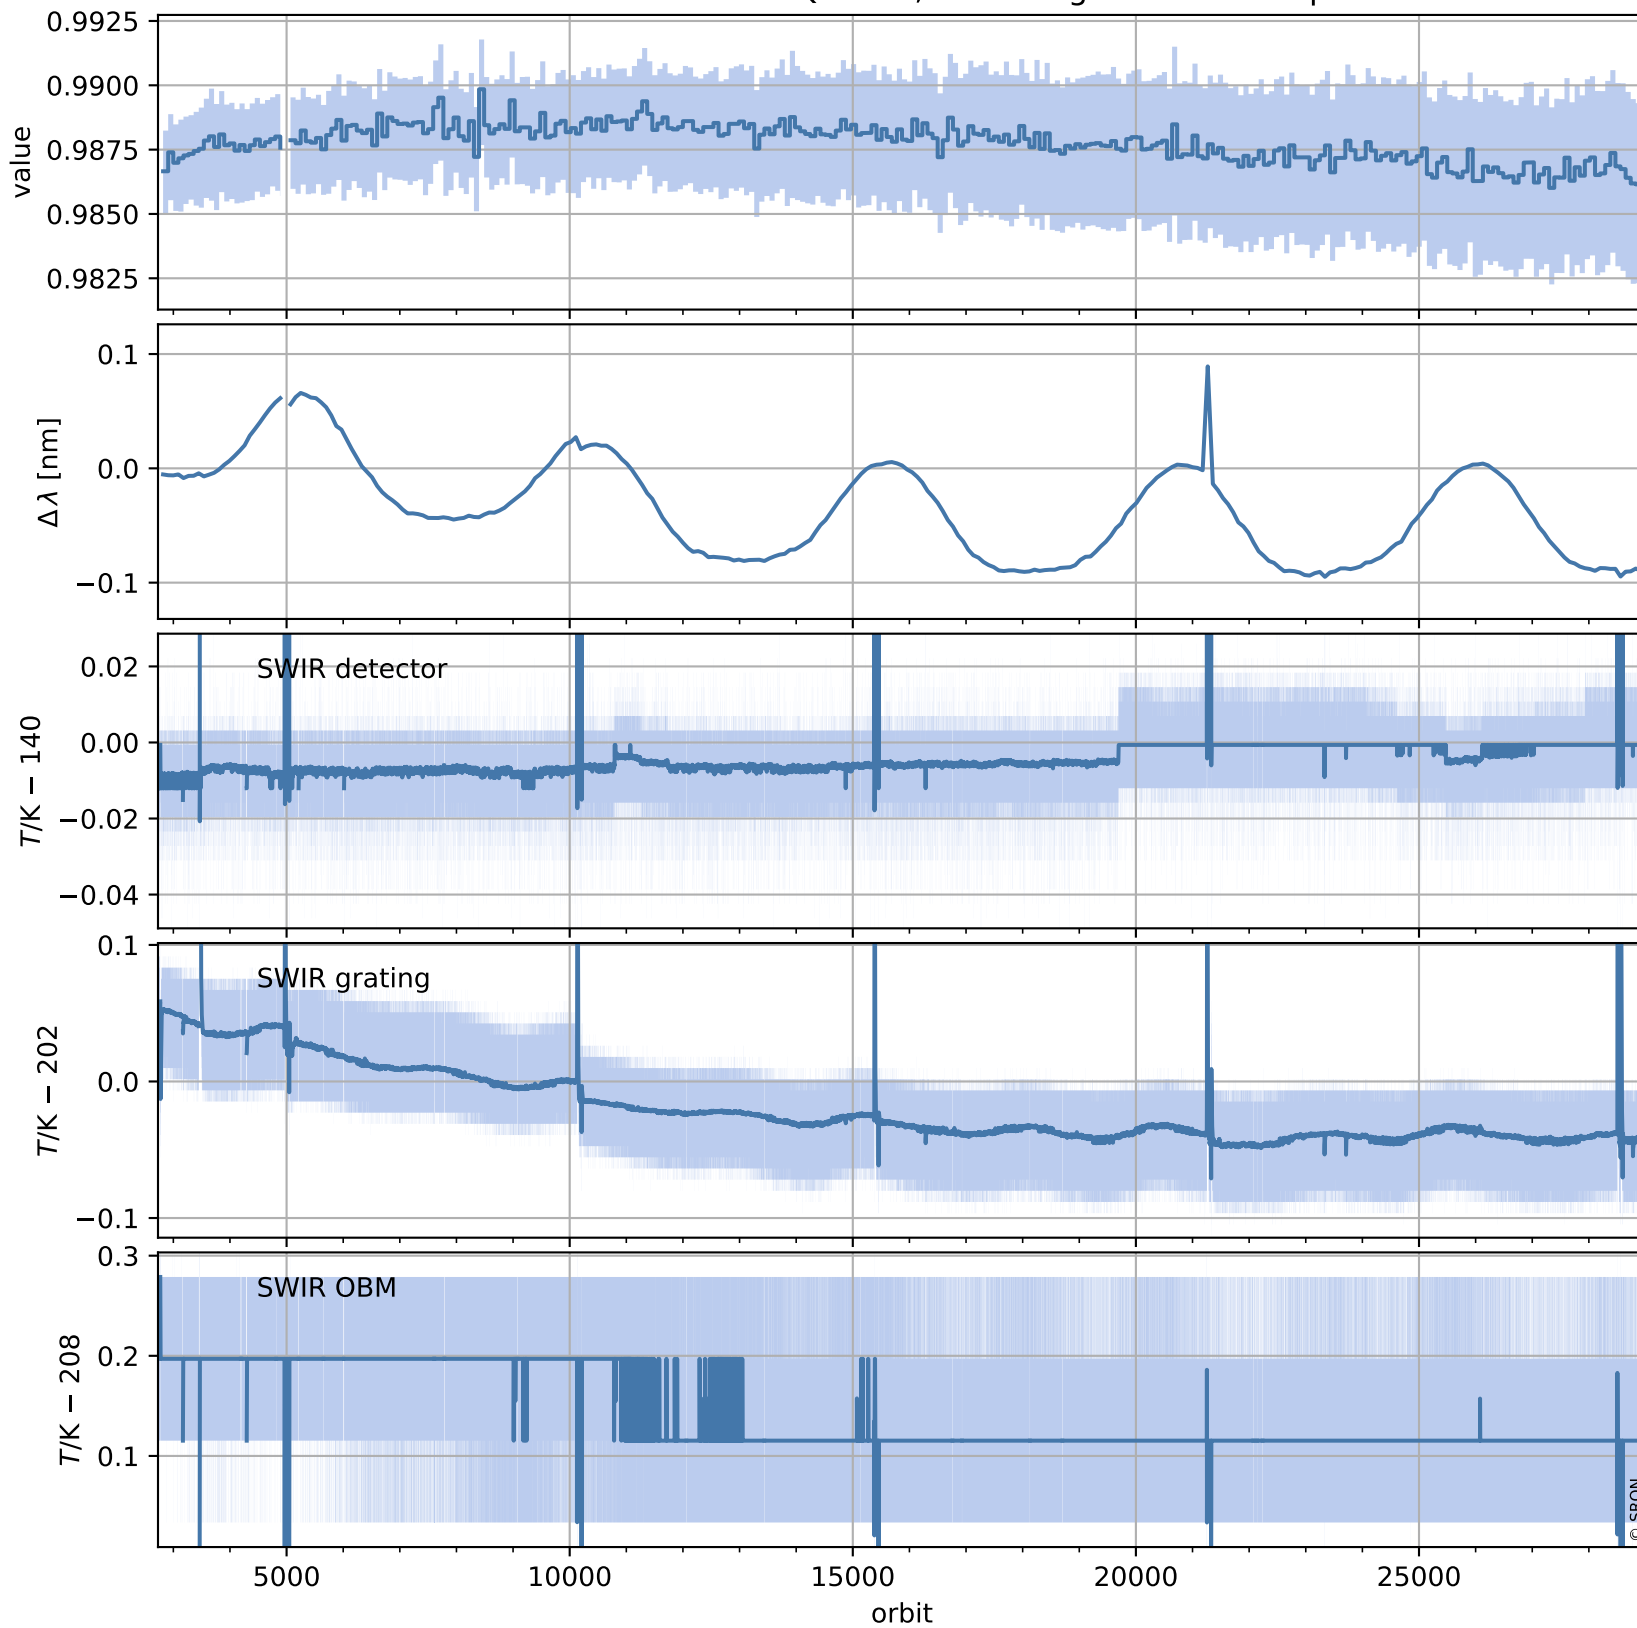 0.9925
0.9900
0.9875
0.9850
0.9825
value
0.1
0.0
−0.1
Δλ [nm]
SWIR detector
0.02
0.00
−0.02
−0.04
T/K − 140
SWIR grating
0.1
0.0
−0.1
T/K − 202
SWIR OBM
0.3
0.2
0.1
T/K − 208
© SRON
5000 10000 15000 20000 25000
orbit